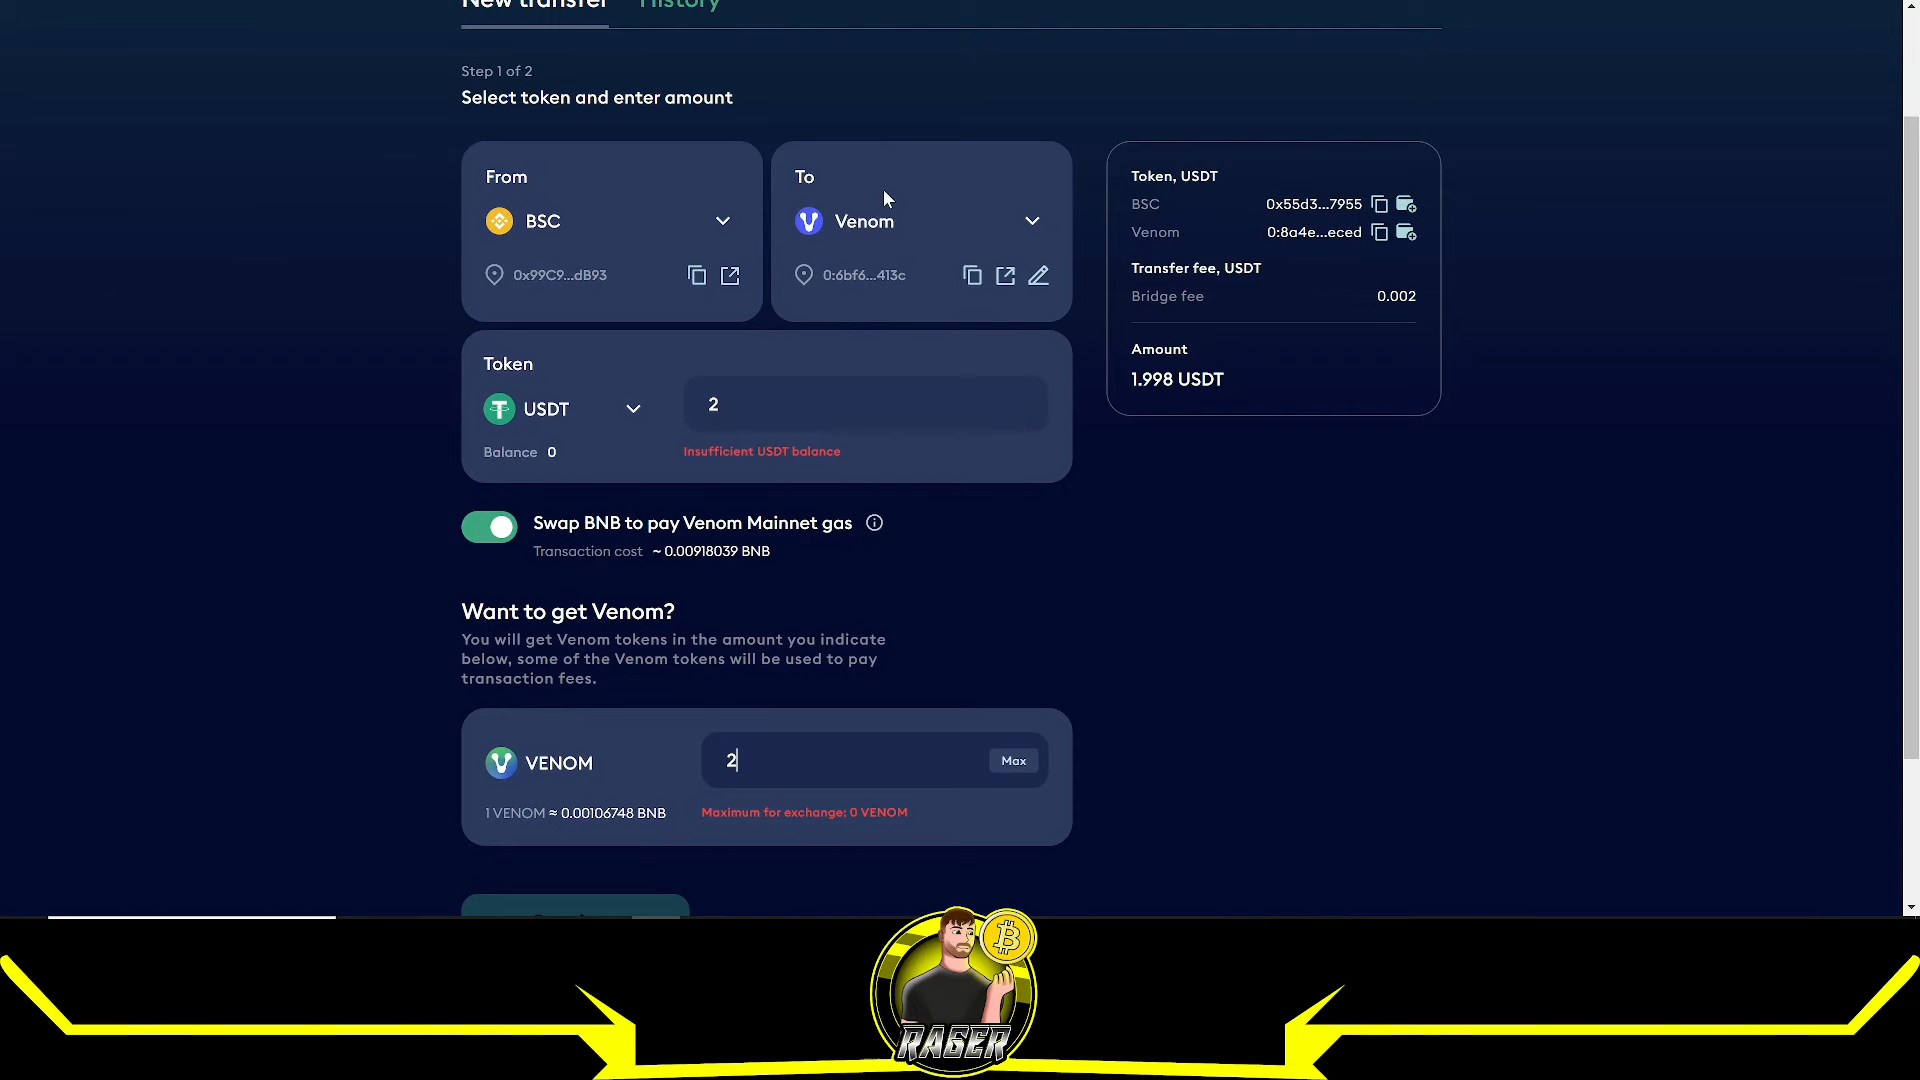 New transfer History
Step 1 of 2
Select token and enter amount
From
BSC
0x99C9...dB93
To
Venom
0:6bf6...413c
Token
USDT
2
Balance 0
Insufficient USDT balance
Swap BNB to pay Venom Mainnet gas
Transaction cost ~ 0.00918039 BNB
Want to get Venom?
You will get Venom tokens in the amount you indicate
below, some of the Venom tokens will be used to pay
transaction fees.
VENOM
2
Max
1 VENOM ≈ 0.00106748 BNB
Maximum for exchange: 0 VENOM
Token, USDT
BSC 0x55d3...7955
Venom 0:8a4e...eced
Transfer fee, USDT
Bridge fee 0.002
Amount
1.998 USDT
RAGER